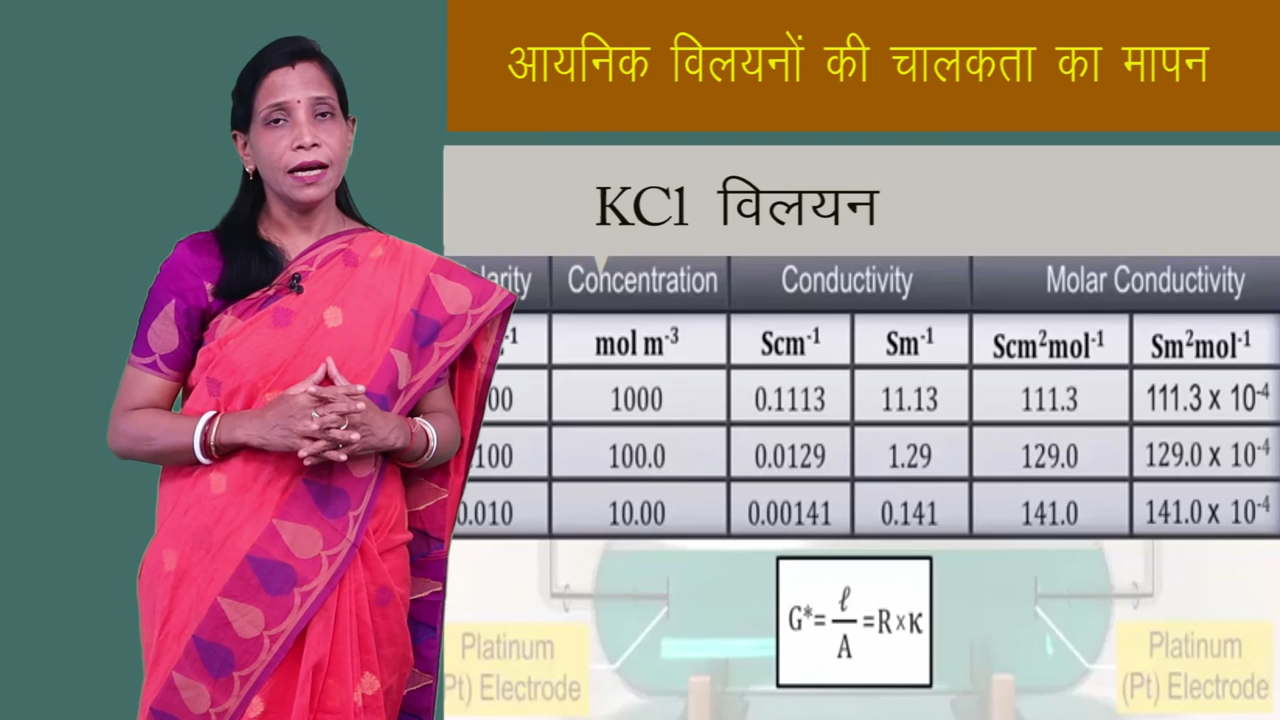 आयनिक विलयनों की चालकता का मापन
KCl विलयन
Concentration Conductivity Molar Conductivity
mol m⁻³ Scm⁻¹ Sm⁻¹ Scm²mol⁻¹ Sm²mol⁻¹
1000 0.1113 11.13 111.3 111.3 x 10⁻⁴
100.0 0.0129 1.29 129.0 129.0 x 10⁻⁴
0.010 10.00 0.00141 0.141 141.0 141.0 x 10⁻⁴
G*= ℓ/A =R×κ
Platinum
(Pt) Electrode
Platinum
(Pt) Electrode